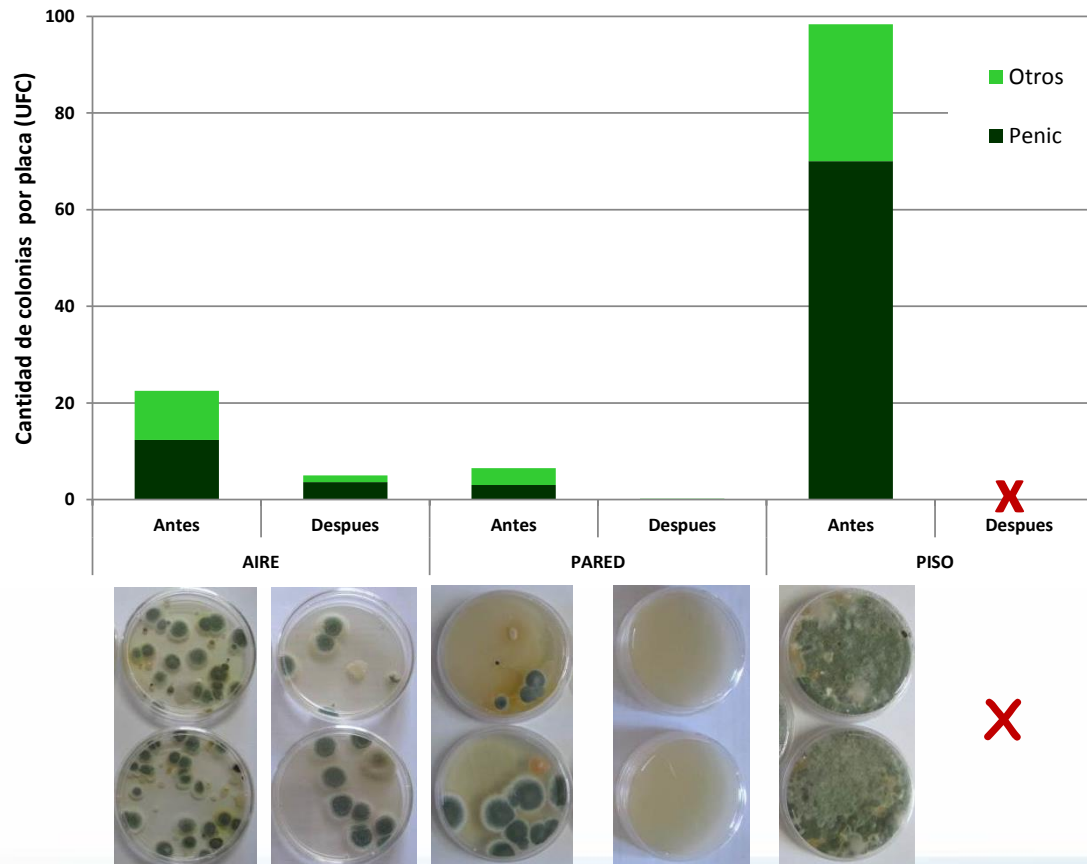 Cantidad de colonias por placa (UFC)
100
80
60
40
20
0
Otros
Penic
X
Antes Despues Antes Despues Antes Despues
AIRE PARED PISO
X